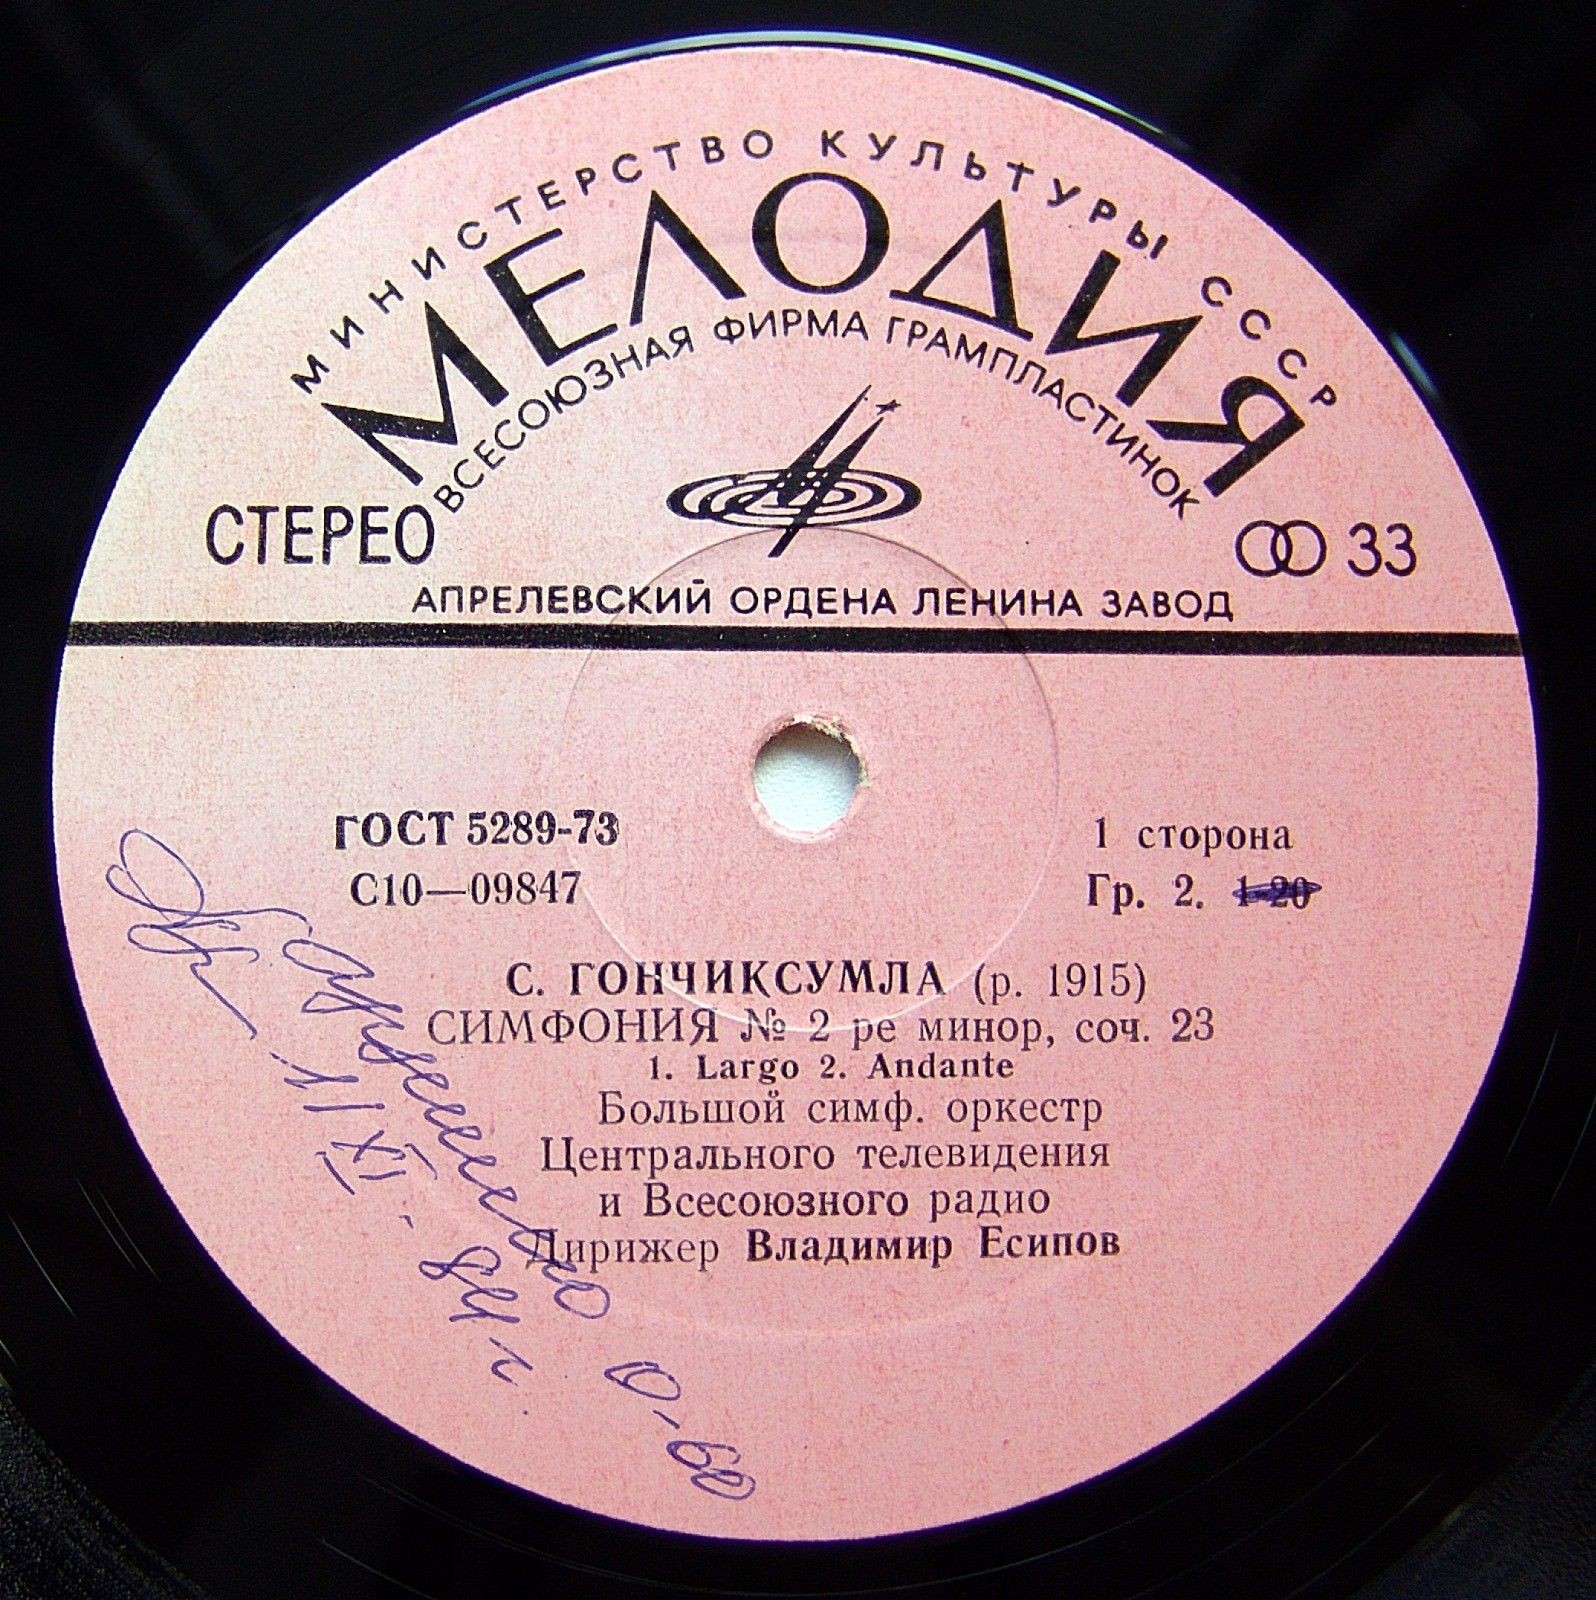 МИНИСТЕРСТВО КУЛЬТУРЫ СССР
МЕЛОДИЯ
ВСЕСОЮЗНАЯ ФИРМА ГРАМПЛАСТИНОК
СТЕРЕО
33
АПРЕЛЕВСКИЙ ОРДЕНА ЛЕНИНА ЗАВОД
ГОСТ 5289-73
1 сторона
С10—09847
Гр. 2. 1-20
С. ГОНЧИКСУМЛА (р. 1915)
СИМФОНИЯ № 2 ре минор, соч. 23
1. Largo 2. Andante
Большой симф. оркестр
Центрального телевидения
и Всесоюзного радио
Дирижер Владимир Есипов
уценено 0-60
1/XI-84 г.